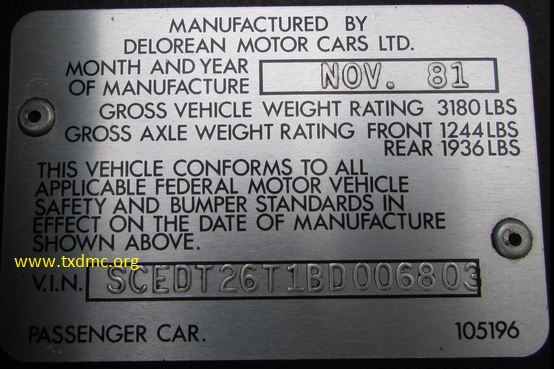 MANUFACTURED BY
DELOREAN MOTOR CARS LTD.
MONTH AND YEAR
OF MANUFACTURE NOV. 81
GROSS VEHICLE WEIGHT RATING 3180 LBS
GROSS AXLE WEIGHT RATING FRONT 1244 LBS
REAR 1936 LBS
THIS VEHICLE CONFORMS TO ALL
APPLICABLE FEDERAL MOTOR VEHICLE
SAFETY AND BUMPER STANDARDS IN
EFFECT ON THE DATE OF MANUFACTURE
SHOWN ABOVE.
www.txdmc.org
V.I.N. SCEDT26T1BD006803
PASSENGER CAR. 105196